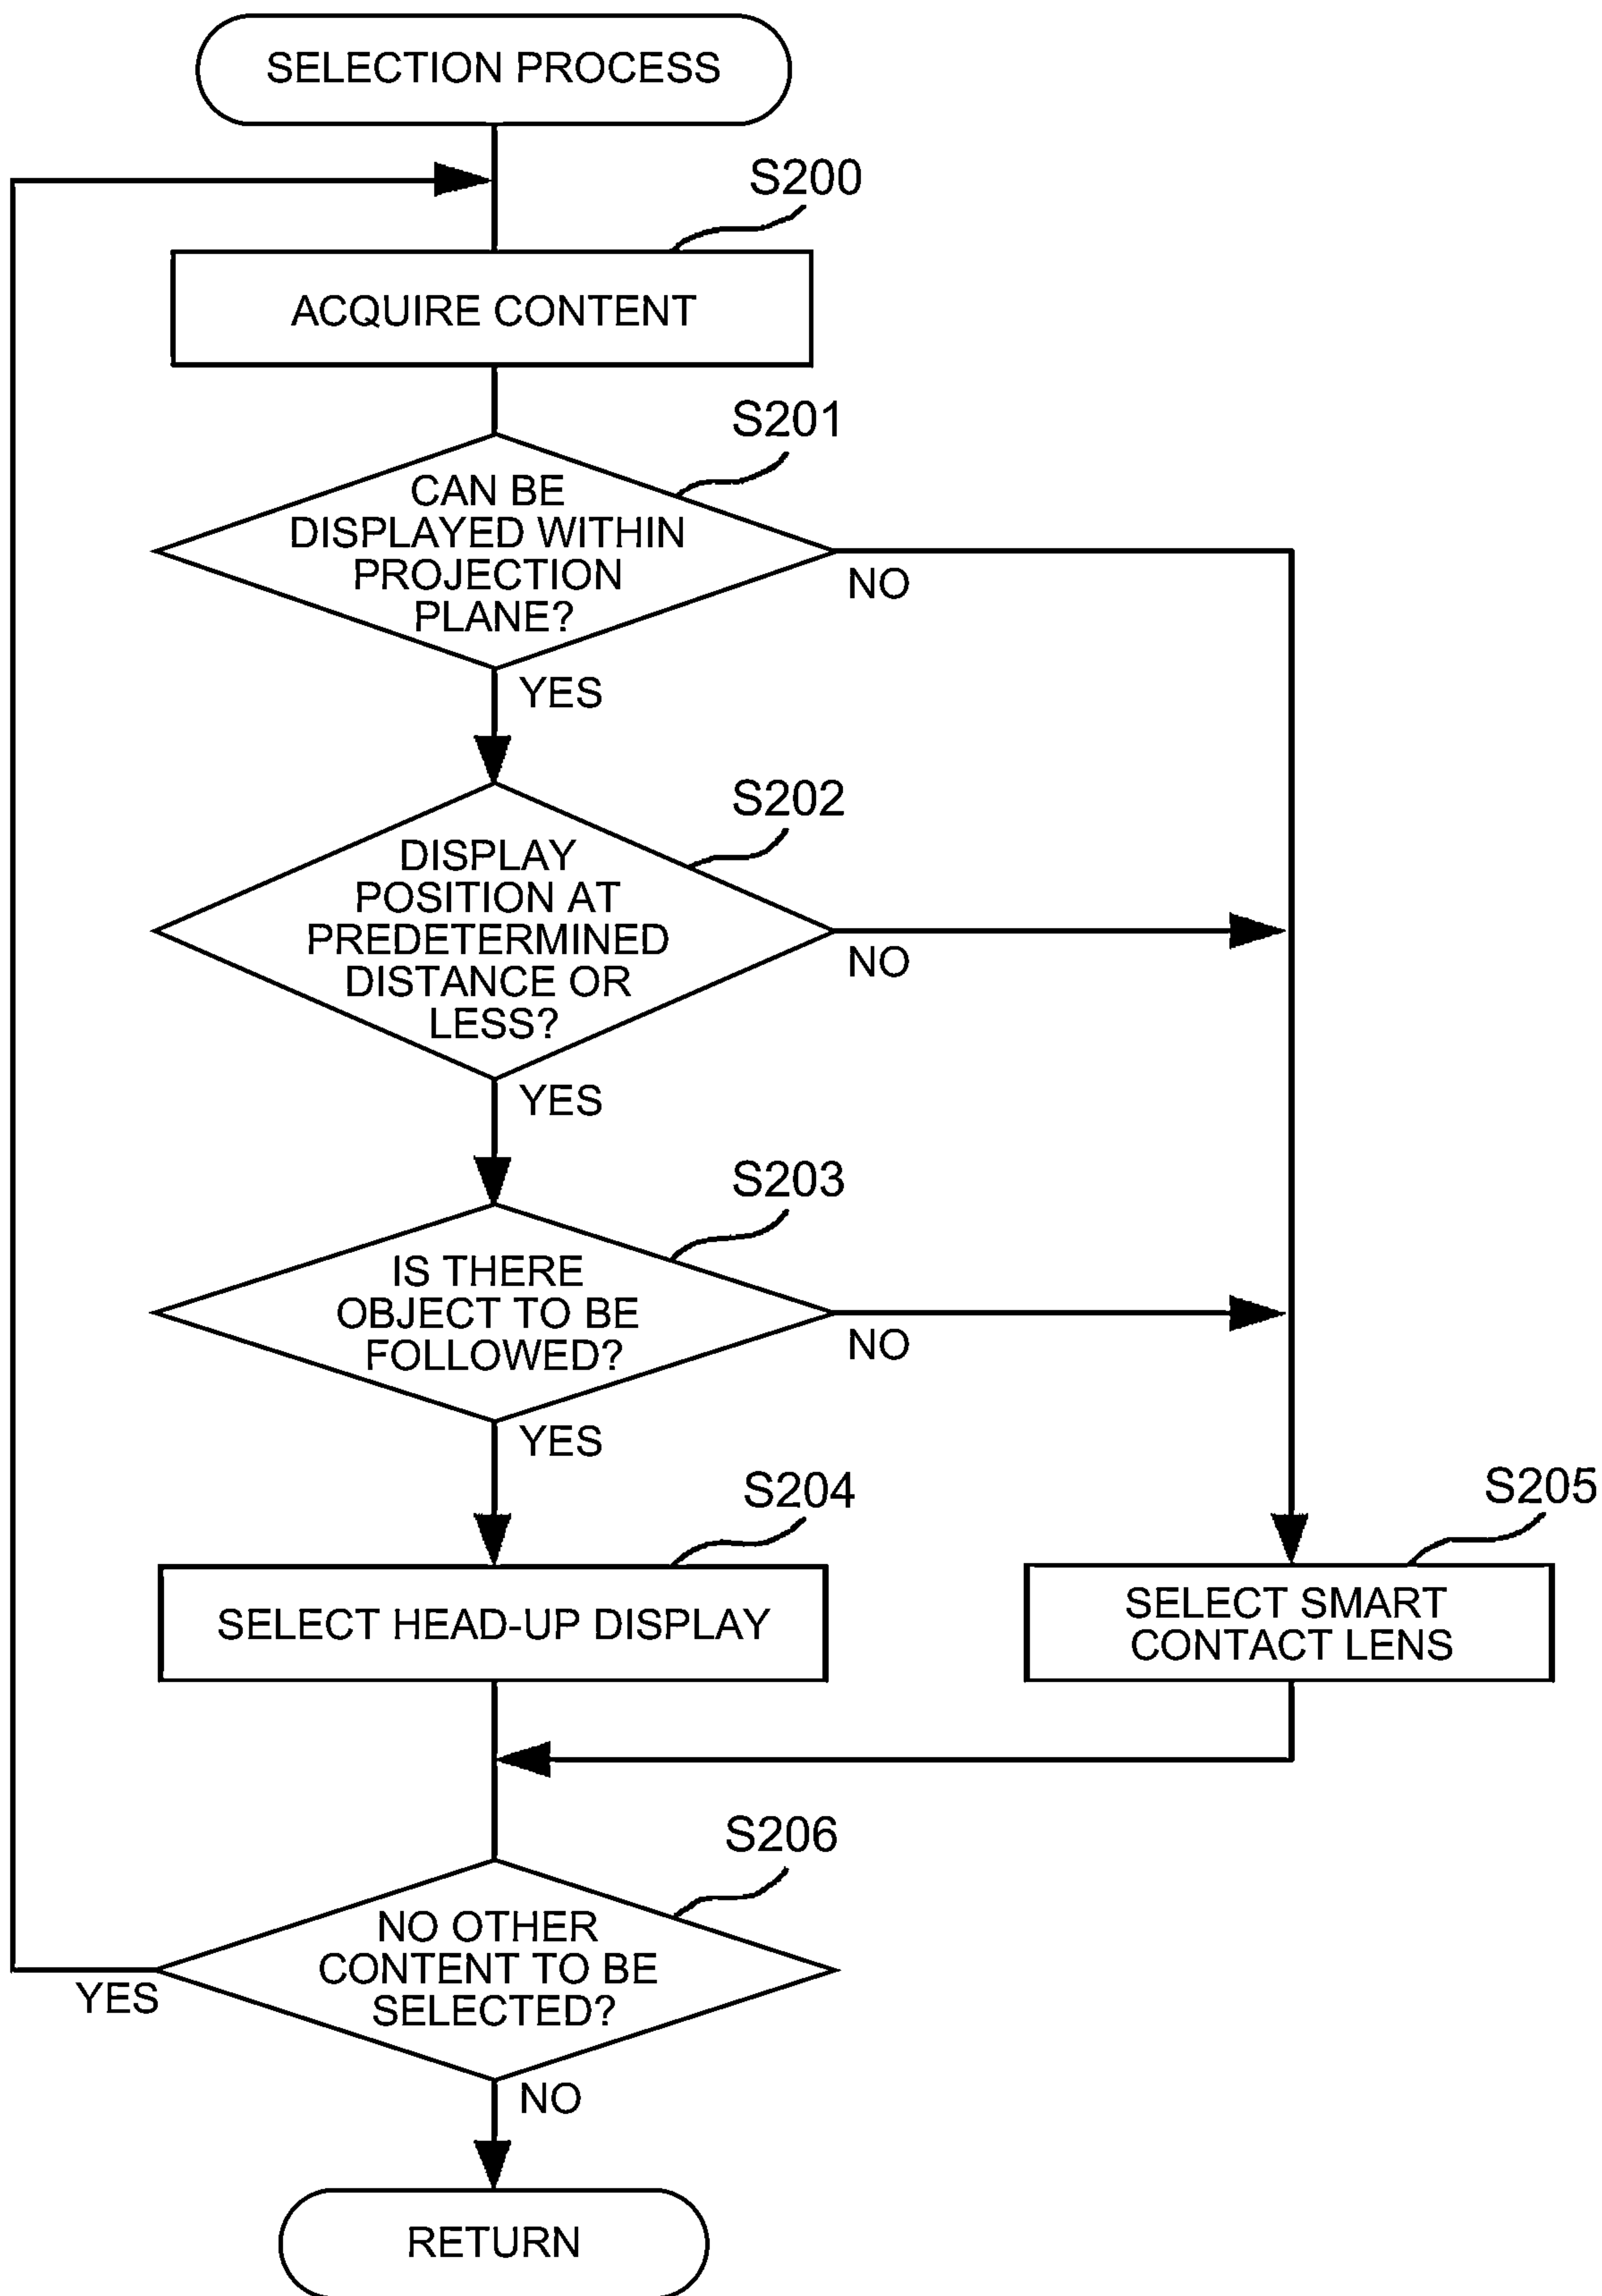 SELECTION PROCESS
S200
ACQUIRE CONTENT
S201
CAN BE
DISPLAYED WITHIN
PROJECTION
PLANE?
NO
YES
S202
DISPLAY
POSITION AT
PREDETERMINED
DISTANCE OR
LESS?
NO
YES
S203
IS THERE
OBJECT TO BE
FOLLOWED?
NO
YES
S204
SELECT HEAD-UP DISPLAY
S205
SELECT SMART
CONTACT LENS
S206
NO OTHER
CONTENT TO BE
SELECTED?
YES
NO
RETURN